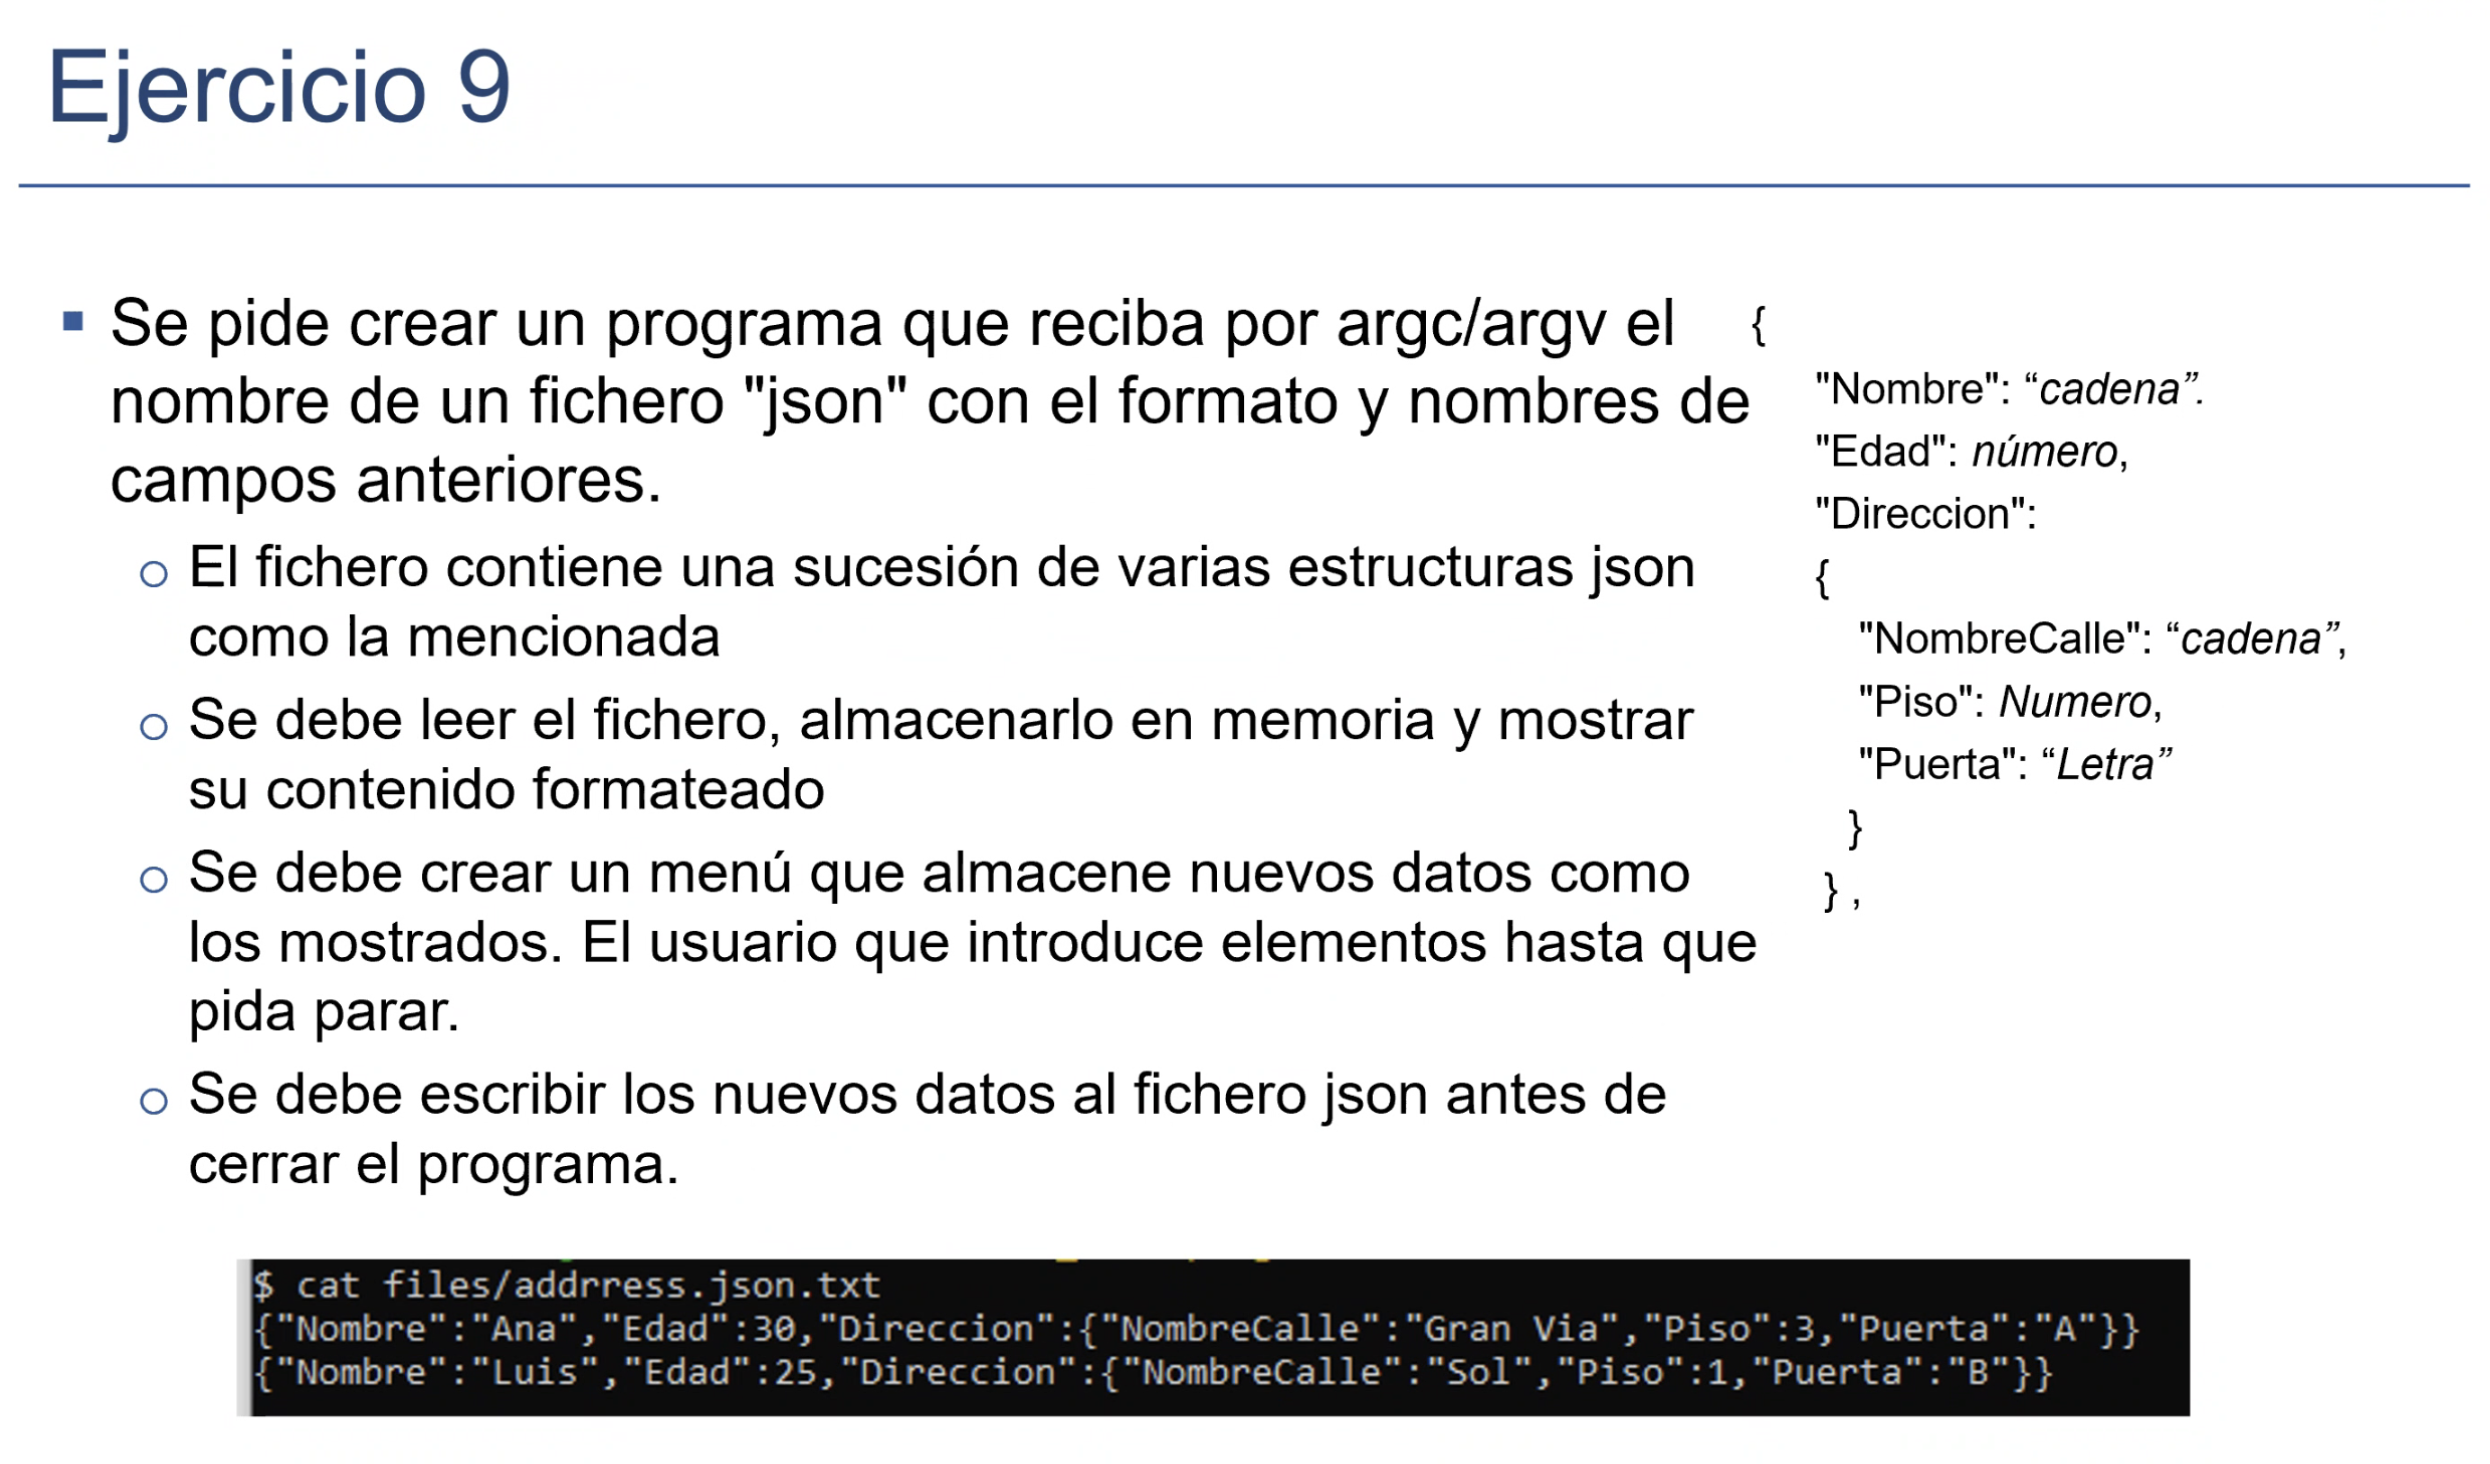 Ejercicio 9
Se pide crear un programa que reciba por argc/argv el
nombre de un fichero "json" con el formato y nombres de
campos anteriores.
El fichero contiene una sucesión de varias estructuras json
como la mencionada
Se debe leer el fichero, almacenarlo en memoria y mostrar
su contenido formateado
Se debe crear un menú que almacene nuevos datos como
los mostrados. El usuario que introduce elementos hasta que
pida parar.
Se debe escribir los nuevos datos al fichero json antes de
cerrar el programa.
{
"Nombre": “cadena”.
"Edad": número,
"Direccion":
{
"NombreCalle": “cadena”,
"Piso": Numero,
"Puerta": “Letra”
}
} ,
$ cat files/addrress.json.txt
{"Nombre":"Ana","Edad":30,"Direccion":{"NombreCalle":"Gran Via","Piso":3,"Puerta":"A"}}
{"Nombre":"Luis","Edad":25,"Direccion":{"NombreCalle":"Sol","Piso":1,"Puerta":"B"}}